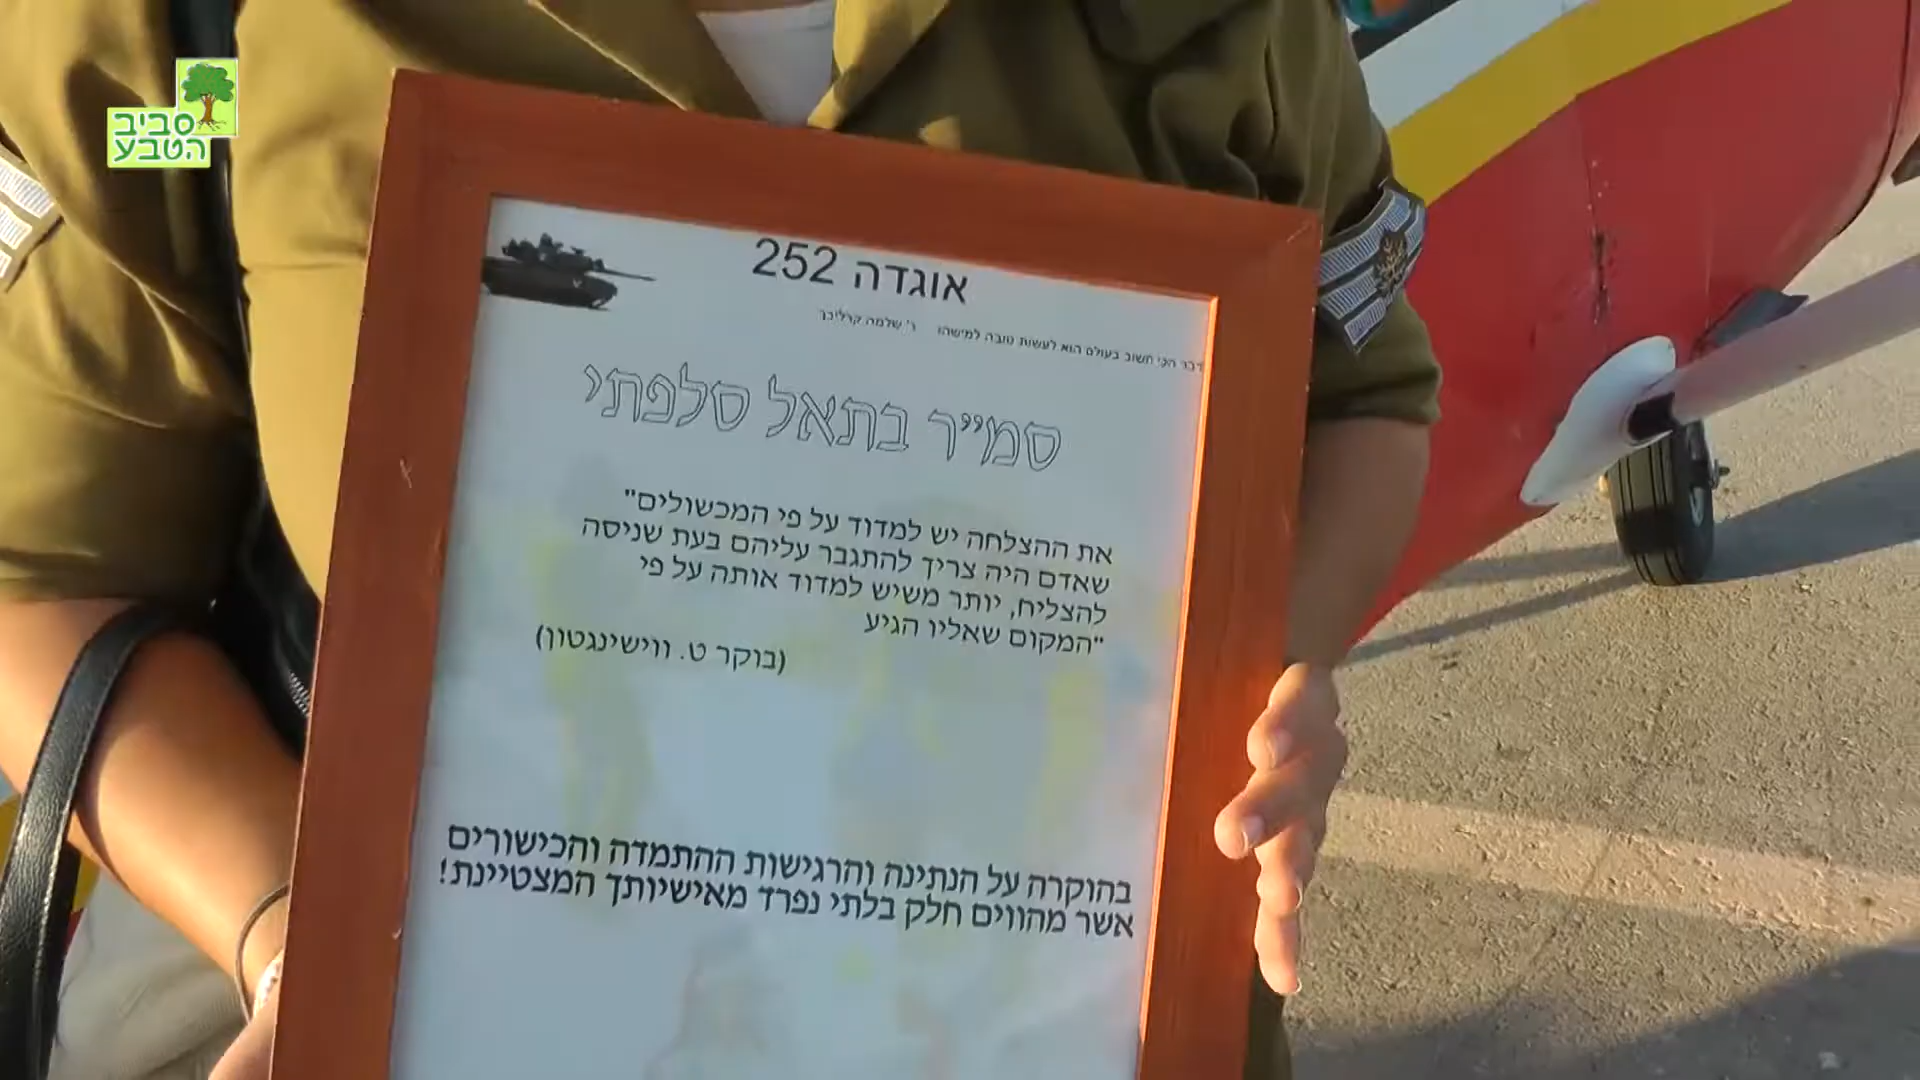 סביב
הטבע
אוגדה 252
דבר הכי חשוב בעולם הוא לעשות טובה למישהו ר' שלמה קרליבך
סמ״ר בתאל סלפתי
את ההצלחה יש למדוד על פי המכשולים"
שאדם היה צריך להתגבר עליהם בעת שניסה
להצליח, יותר משיש למדוד אותה על פי
"המקום שאליו הגיע
(בוקר ט. ווישינגטון)
בהוקרה על הנתינה והרגישות ההתמדה והכישורים
אשר מהווים חלק בלתי נפרד מאישיותך המצטיינת!